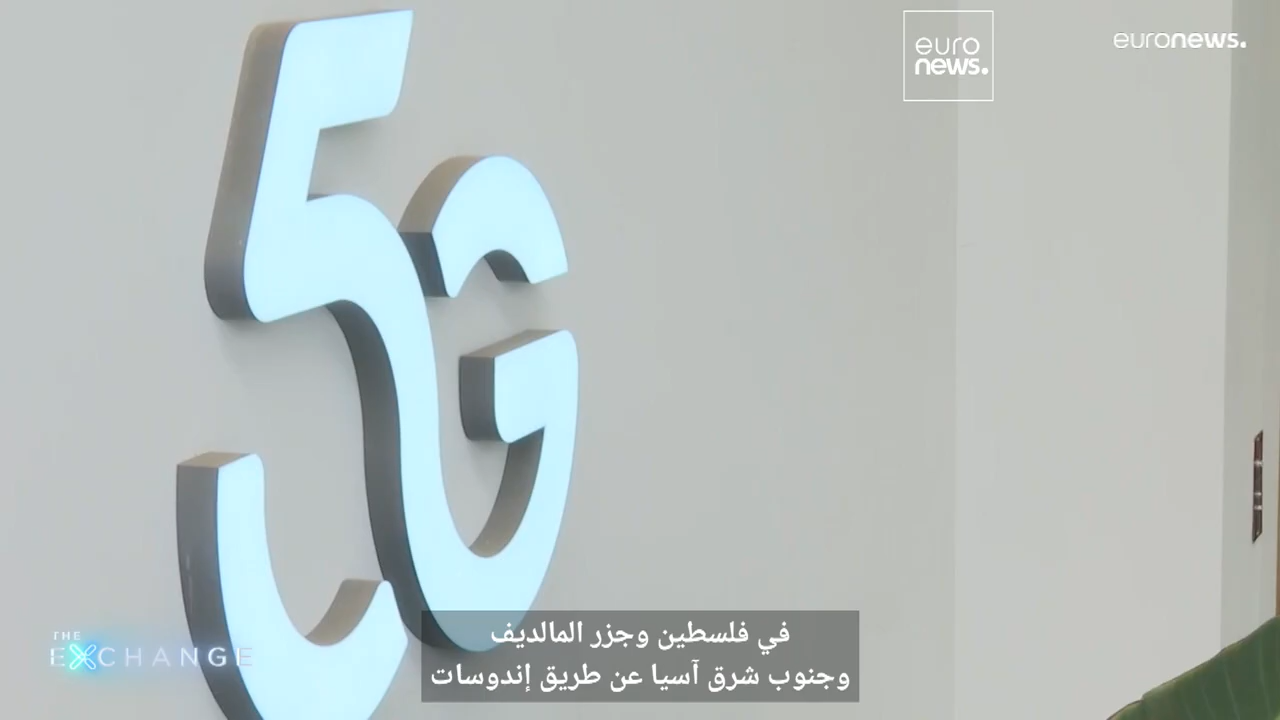 5G
euro
news.
euronews.
THE
EXCHANGE
في فلسطين وجزر المالديف
وجنوب شرق آسيا عن طريق إندوسات